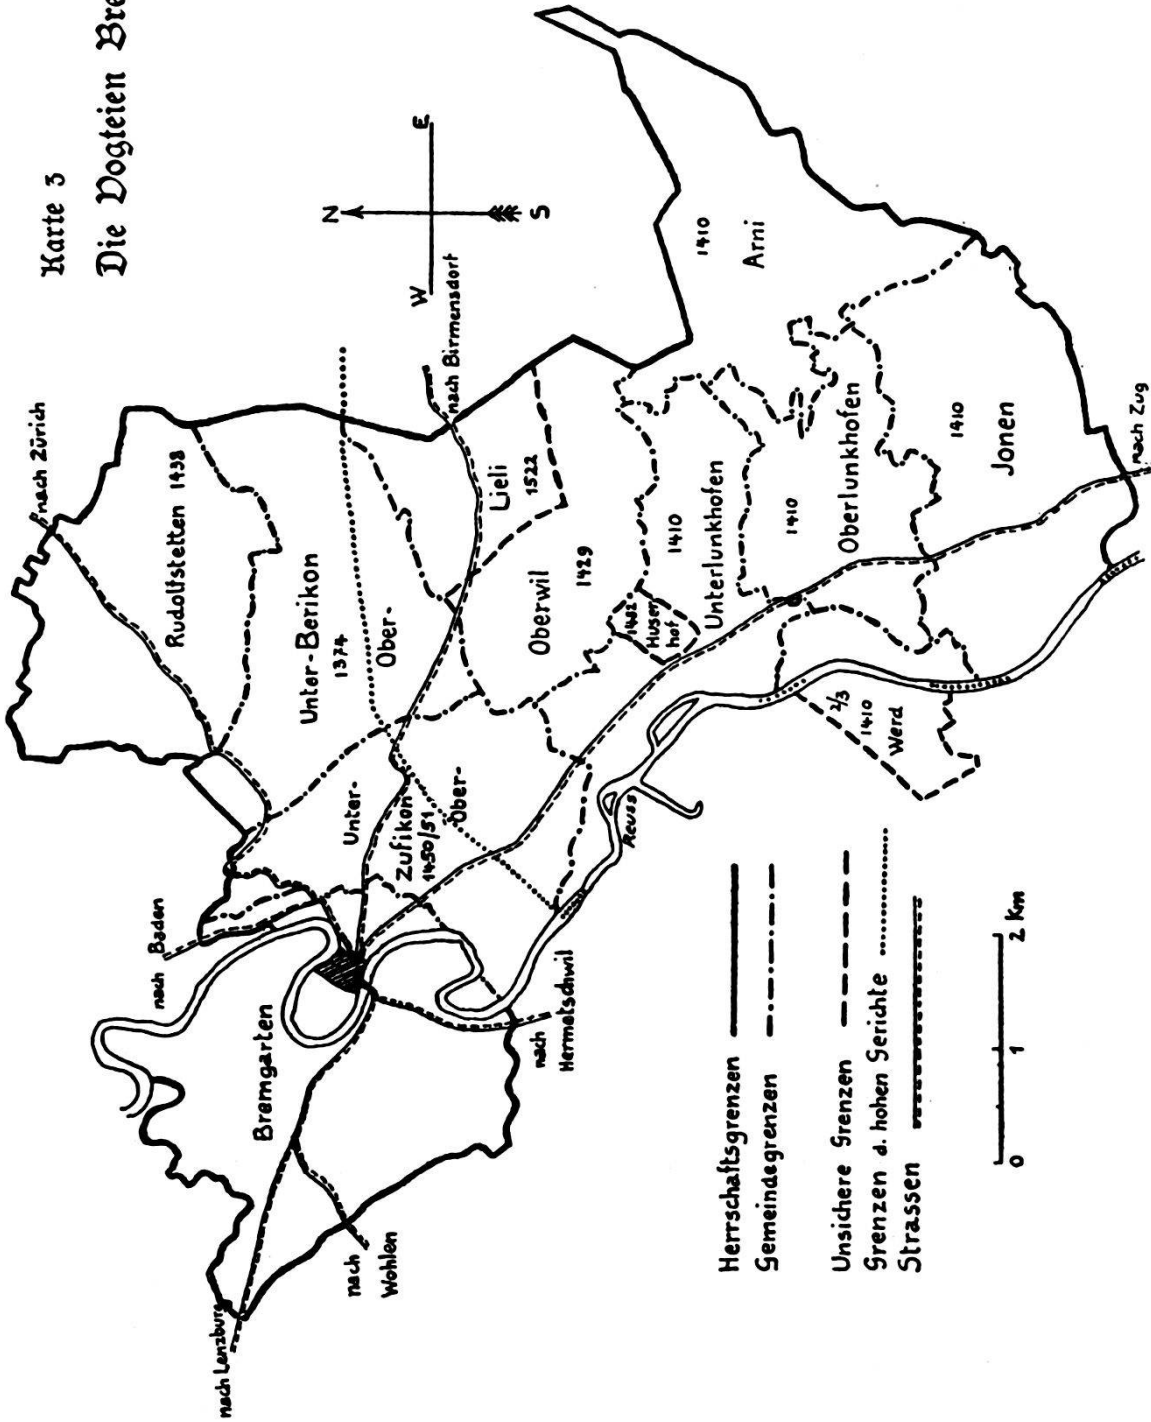 Karte 3
Die Vogteien Bre
N
W
E
S
nach Zürich
Rudolfstetten 1438
nach Birmensdorf
Unter-Berikon
1374
Ober-
Lieli
1522
Oberwil
1429
1410
Arni
Unter-
Zufikon
1450/51
Ober-
1432
Huser
hof
1410
Unterlunkhofen
1410
Oberlunkhofen
1410
Jonen
nach Zug
2/3
1410
Werd
Reuss
nach Baden
Bremgarten
nach
Hermetschwil
nach
Wohlen
nach Lenzburg
Herrschaftsgrenzen
Gemeindegrenzen
Unsichere Grenzen
Grenzen d. hohen Gerichte
Strassen
0 1 2 Km